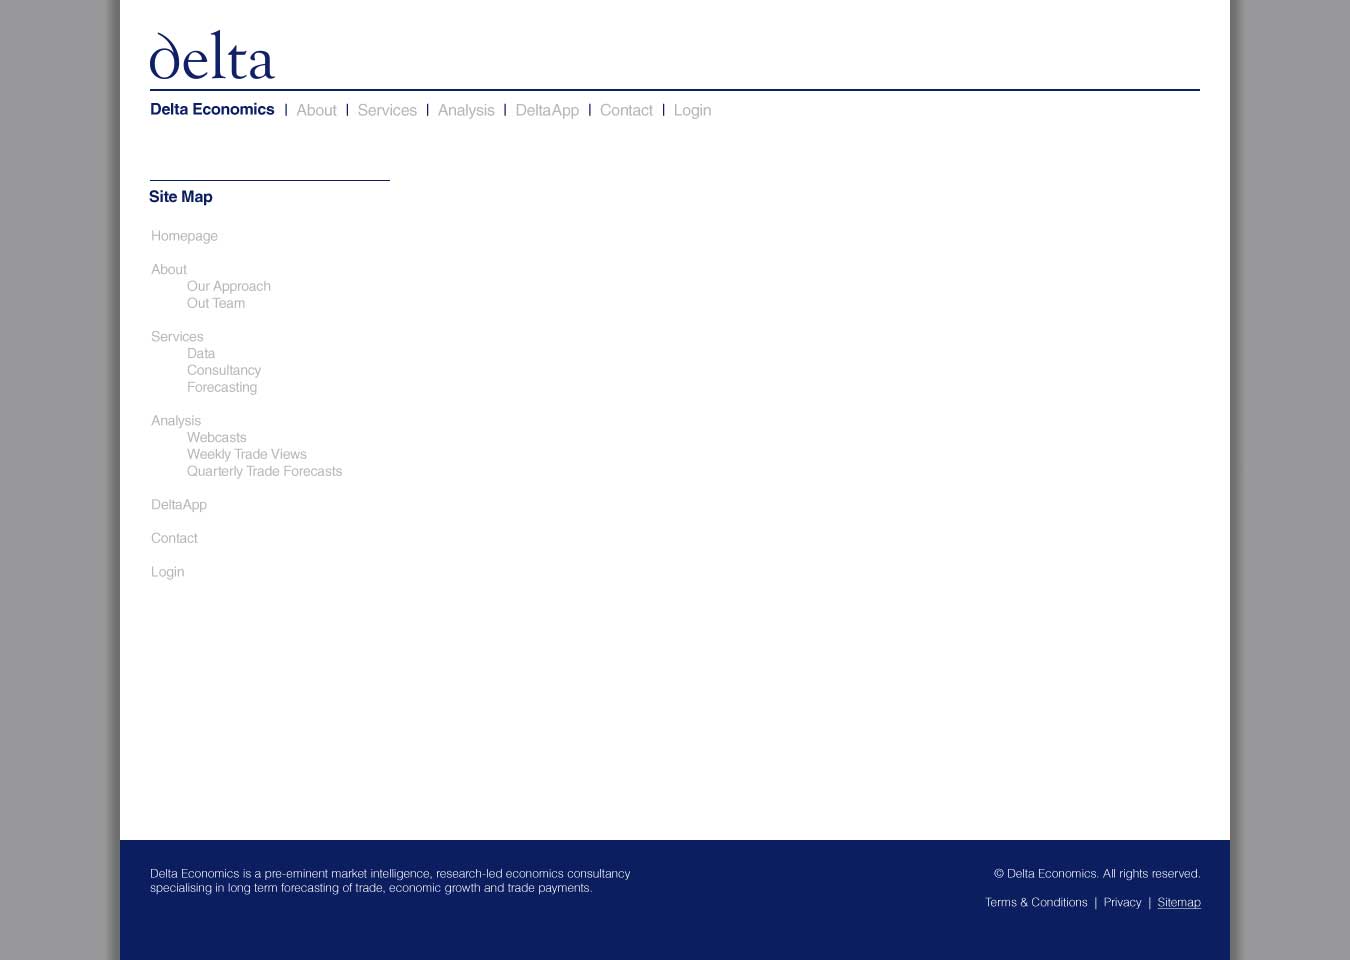 delta
Delta Economics | About | Services | Analysis | DeltaApp | Contact | Login
Site Map
Homepage
About
Our Approach
Out Team
Services
Data
Consultancy
Forecasting
Analysis
Webcasts
Weekly Trade Views
Quarterly Trade Forecasts
DeltaApp
Contact
Login
Delta Economics is a pre-eminent market intelligence, research-led economics consultancy
specialising in long term forecasting of trade, economic growth and trade payments.
© Delta Economics. All rights reserved.
Terms & Conditions | Privacy | Sitemap